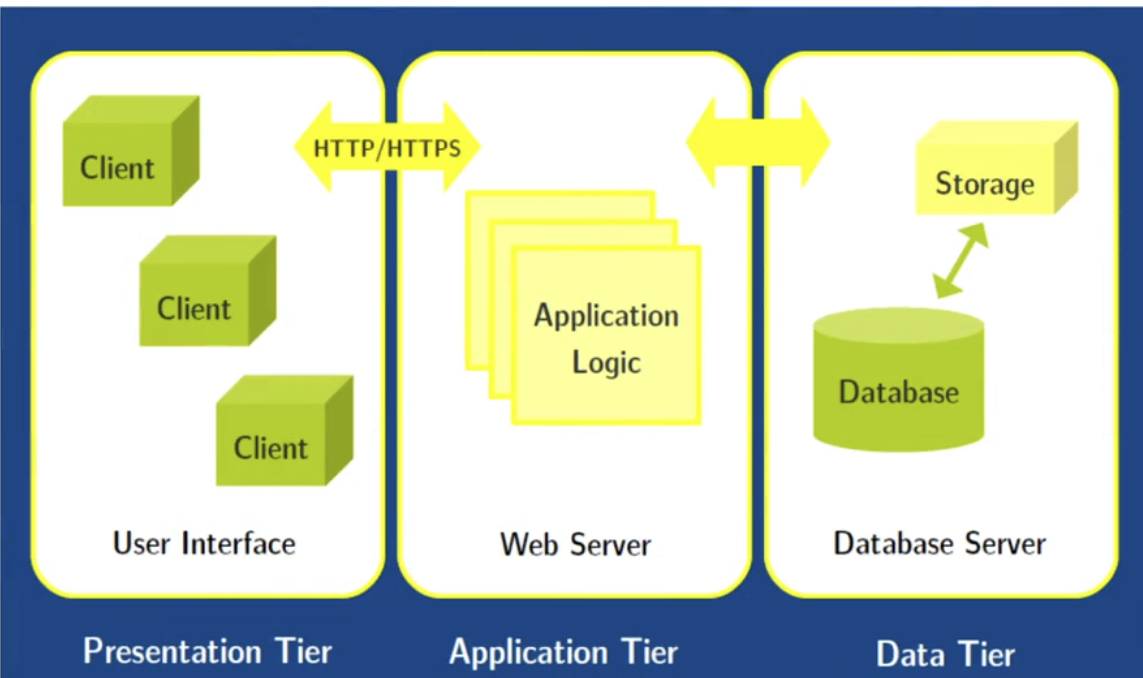 Client
Client
Client
User Interface
Presentation Tier
HTTP/HTTPS
Application
Logic
Web Server
Application Tier
Storage
Database
Database Server
Data Tier